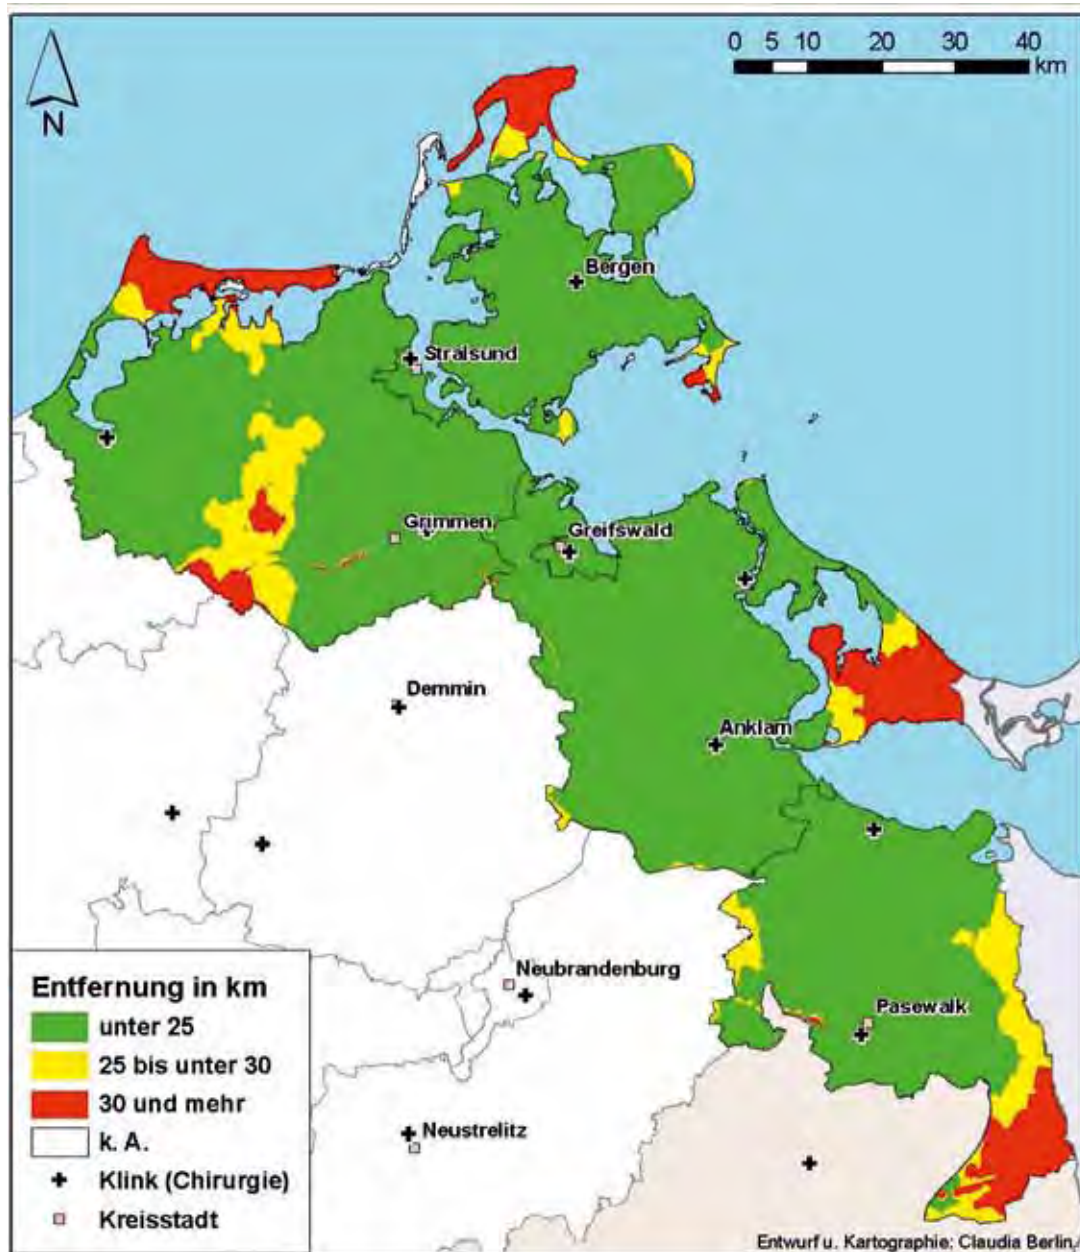 0 5 10 20 30 40
km
N
Bergen
Stralsund
Grimmen
Greifswald
Demmin
Anklam
Neubrandenburg
Pasewalk
Neustrelitz
Entfernung in km
unter 25
25 bis unter 30
30 und mehr
k. A.
Klink (Chirurgie)
Kreisstadt
Entwurf u. Kartographie: Claudia Berlin.